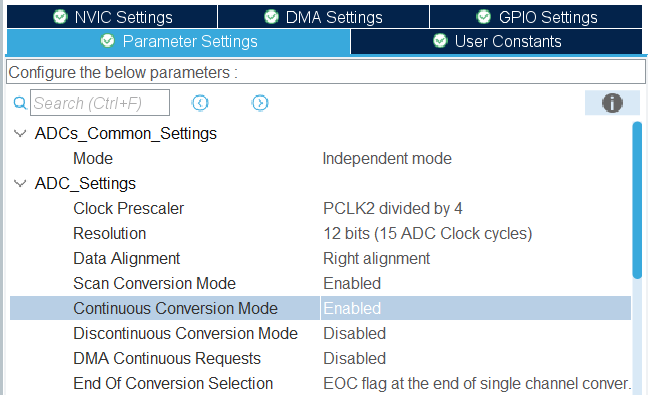 NVIC Settings DMA Settings GPIO Settings
Parameter Settings User Constants
Configure the below parameters :
Search (Ctrl+F)
ADCs_Common_Settings
Mode Independent mode
ADC_Settings
Clock Prescaler PCLK2 divided by 4
Resolution 12 bits (15 ADC Clock cycles)
Data Alignment Right alignment
Scan Conversion Mode Enabled
Continuous Conversion Mode Enabled
Discontinuous Conversion Mode Disabled
DMA Continuous Requests Disabled
End Of Conversion Selection EOC flag at the end of single channel conver.